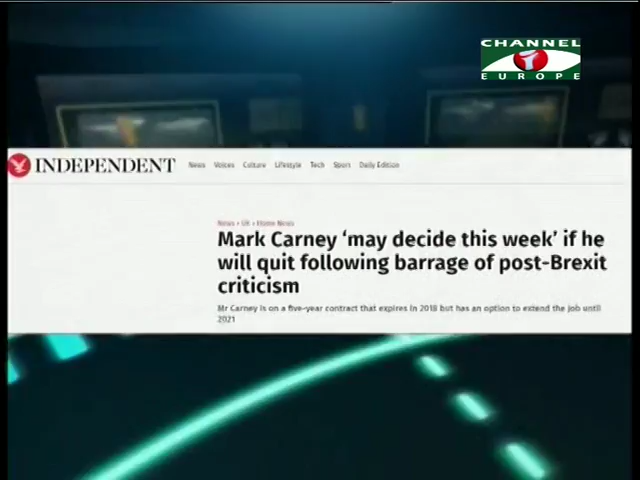 CHANNEL
i
EUROPE
INDEPENDENT
News Voices Culture Lifestyle Tech Sport Daily Edition
News > UK > Home News
Mark Carney ‘may decide this week’ if he
will quit following barrage of post-Brexit
criticism
Mr Carney is on a five-year contract that expires in 2018 but has an option to extend the job until
2021